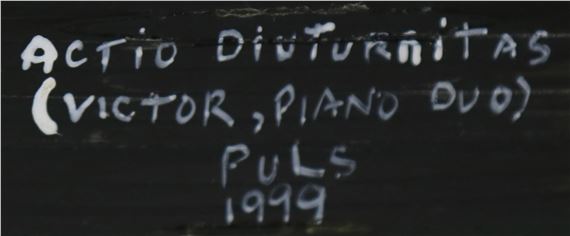 ACTiO DiUTURNiTAS
(VICTOR, PIANO DUO)
PULS
1999